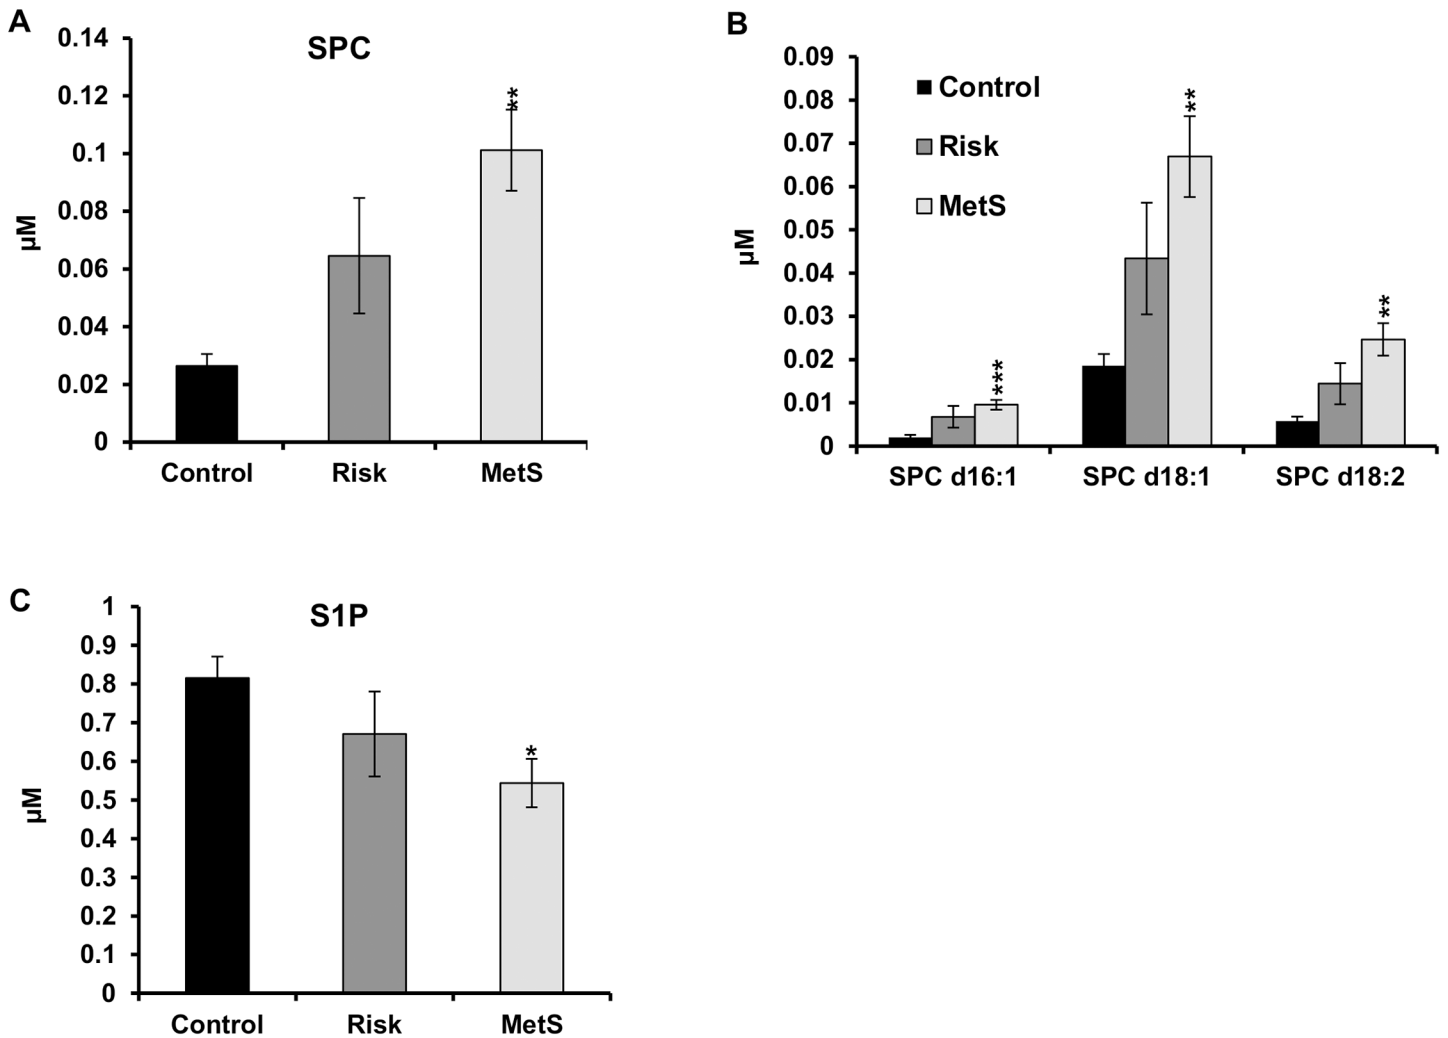 A
SPC
0.14
0.12
0.1
0.08
0.06
0.04
0.02
0
µM
**
Control Risk MetS
B
0.09
0.08
0.07
0.06
0.05
0.04
0.03
0.02
0.01
0
µM
Control
Risk
MetS
***
**
**
SPC d16:1 SPC d18:1 SPC d18:2
C
S1P
1
0.9
0.8
0.7
0.6
0.5
0.4
0.3
0.2
0.1
0
µM
*
Control Risk MetS